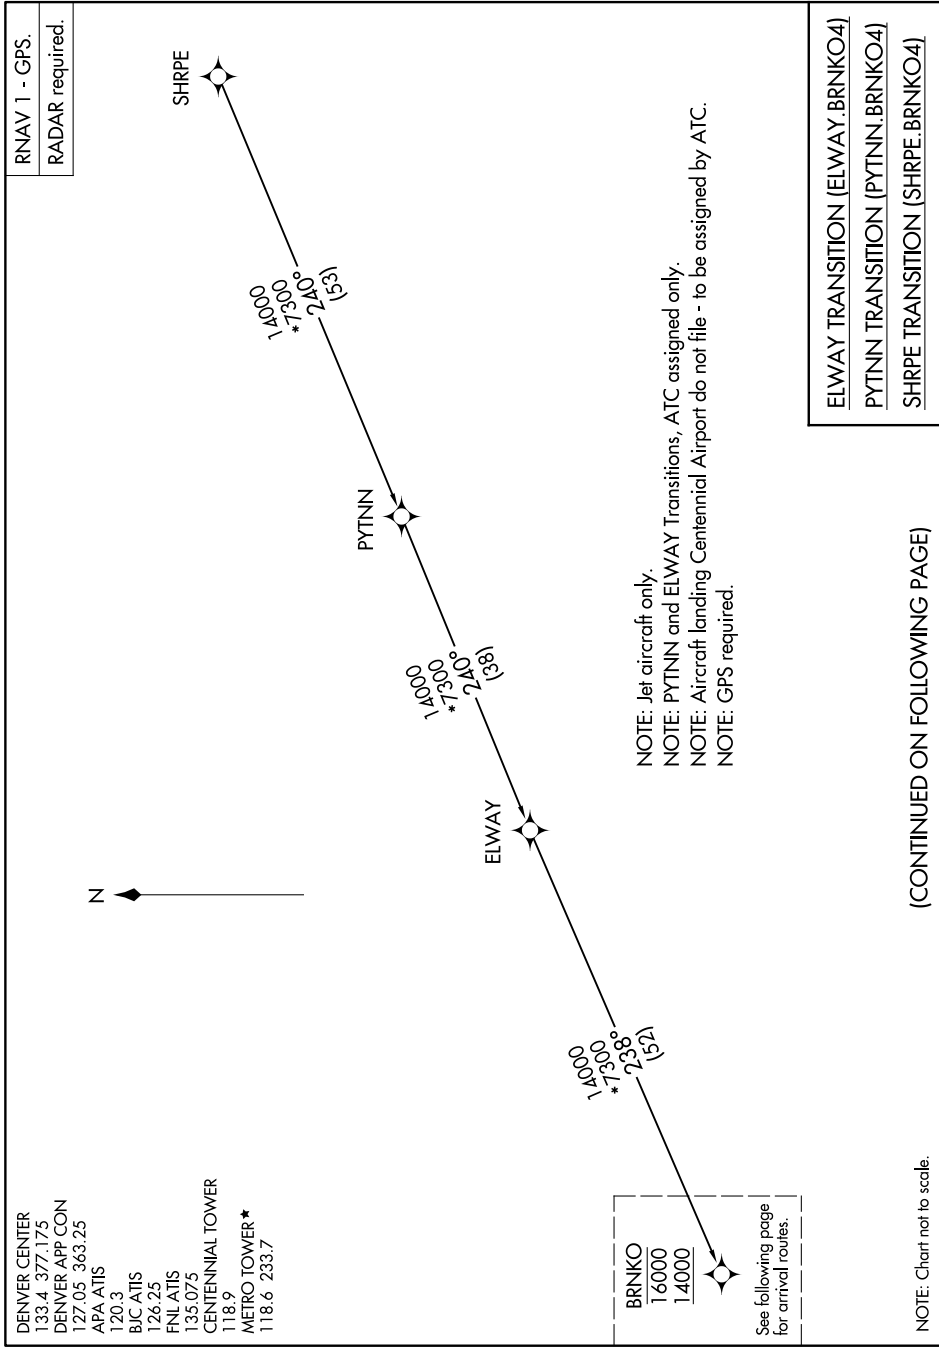 DENVER CENTER
133.4 377.175
DENVER APP CON
127.05 363.25
APA ATIS
120.3
BJC ATIS
126.25
FNL ATIS
135.075
CENTENNIAL TOWER
118.9
METRO TOWER★
118.6 233.7
N
RNAV 1 - GPS.
RADAR required.
SHRPE
14000
*7300
240°
(53)
PYTNN
14000
*7300
240°
(38)
ELWAY
14000
*7300
238°
(52)
BRNKO
16000
14000
See following page
for arrival routes.
NOTE: Jet aircraft only.
NOTE: PYTNN and ELWAY Transitions, ATC assigned only.
NOTE: Aircraft landing Centennial Airport do not file - to be assigned by ATC.
NOTE: GPS required.
ELWAY TRANSITION (ELWAY.BRNKO4)
PYTNN TRANSITION (PYTNN.BRNKO4)
SHRPE TRANSITION (SHRPE.BRNKO4)
(CONTINUED ON FOLLOWING PAGE)
NOTE: Chart not to scale.